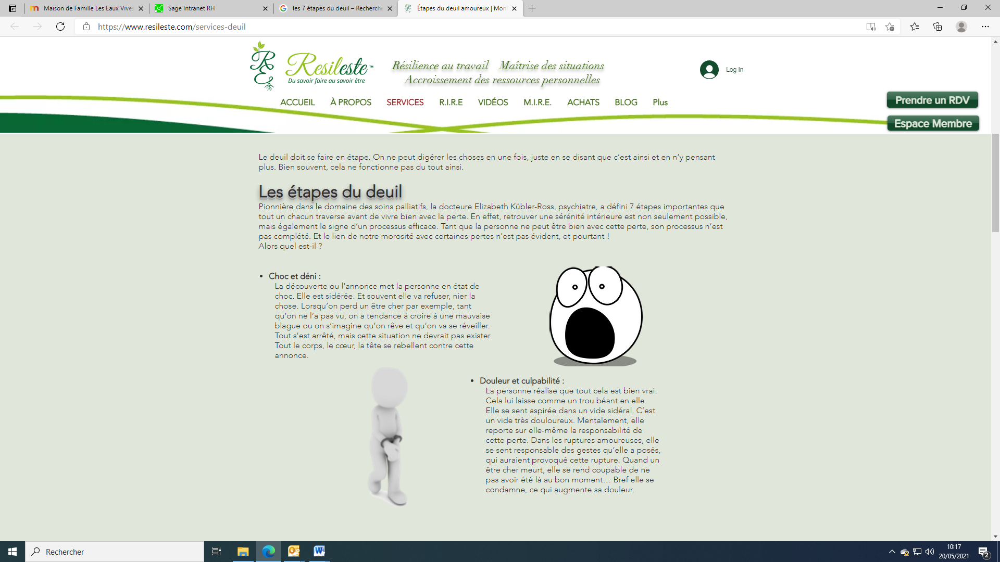 Maison de Famille Les Eaux Vives
Sage Intranet RH
les 7 étapes du deuil – Recherche
Étapes du deuil amoureux | Mon
https://www.resileste.com/services-deuil
Resileste™
Du savoir faire au savoir être
Résilience au travail Maîtrise des situations
Accroissement des ressources personnelles
Log In
ACCUEIL À PROPOS SERVICES R.I.R.E VIDÉOS M.I.R.E. ACHATS BLOG Plus
Prendre un RDV
Espace Membre
Le deuil doit se faire en étape. On ne peut digérer les choses en une fois, juste en se disant que c’est ainsi et en n’y pensant
plus. Bien souvent, cela ne fonctionne pas du tout ainsi.
Les étapes du deuil
Pionnière dans le domaine des soins palliatifs, la docteure Elizabeth Kübler-Ross, psychiatre, a défini 7 étapes importantes que
tout un chacun traverse avant de vivre bien avec la perte. En effet, retrouver une sérénité intérieure est non seulement possible,
mais également le signe d’un processus efficace. Tant que la personne ne peut être bien avec cette perte, son processus n’est
pas complété. Et le lien de notre morosité avec certaines pertes n’est pas évident, et pourtant !
Alors quel est-il ?
• Choc et déni :
La découverte ou l’annonce met la personne en état de
choc. Elle est sidérée. Et souvent elle va refuser, nier la
chose. Lorsqu’on perd un être cher par exemple, tant
qu’on ne l’a pas vu, on a tendance à croire à une mauvaise
blague ou on s’imagine qu’on rêve et qu’on va se réveiller.
Tout s’est arrêté, mais cette situation ne devrait pas exister.
Tout le corps, le cœur, la tête se rebellent contre cette
annonce.
• Douleur et culpabilité :
La personne réalise que tout cela est bien vrai.
Cela lui laisse comme un trou béant en elle.
Elle se sent aspirée dans un vide sidéral. C’est
un vide très douloureux. Mentalement, elle
reporte sur elle-même la responsabilité de
cette perte. Dans les ruptures amoureuses, elle
se sent responsable des gestes qu’elle a posés,
qui auraient provoqué cette rupture. Quand un
être cher meurt, elle se rend coupable de ne
pas avoir été là au bon moment… Bref elle se
condamne, ce qui augmente sa douleur.
Rechercher
10:17
20/05/2021
2